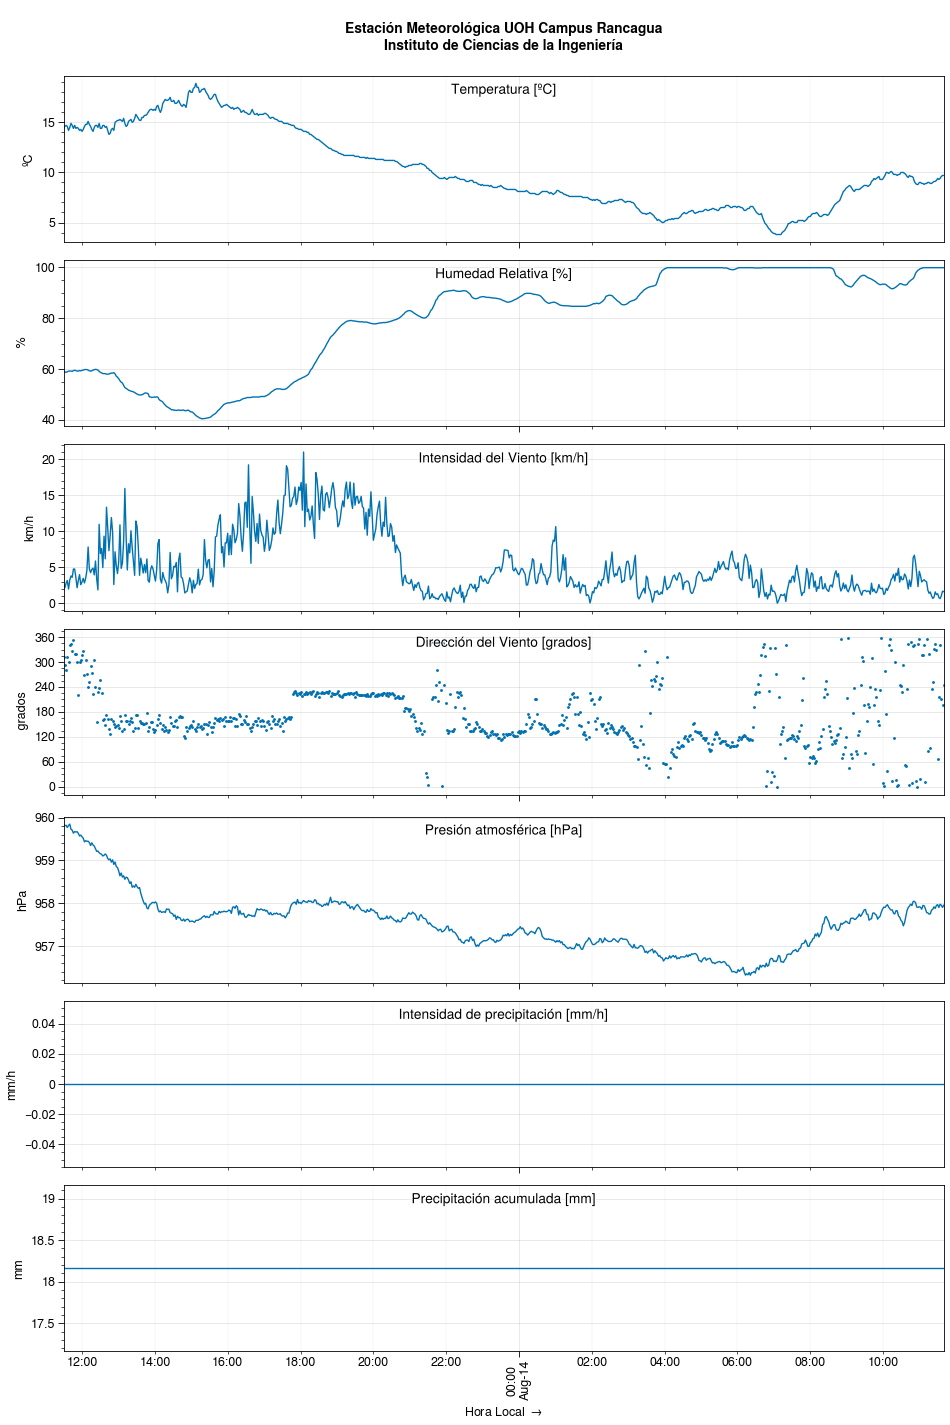 Estación Meteorológica UOH Campus Rancagua
Instituto de Ciencias de la Ingeniería
Temperatura [ºC]
15
10
5
ºC
Humedad Relativa [%]
100
80
60
40
%
Intensidad del Viento [km/h]
20
15
10
5
0
km/h
Dirección del Viento [grados]
360
300
240
180
120
60
0
grados
Presión atmosférica [hPa]
960
959
958
957
hPa
Intensidad de precipitación [mm/h]
0.04
0.02
0
−0.02
−0.04
mm/h
Precipitación acumulada [mm]
19
18.5
18
17.5
mm
12:00 14:00 16:00 18:00 20:00 22:00 00:00 02:00 04:00 06:00 08:00 10:00
Aug-14
Hora Local →